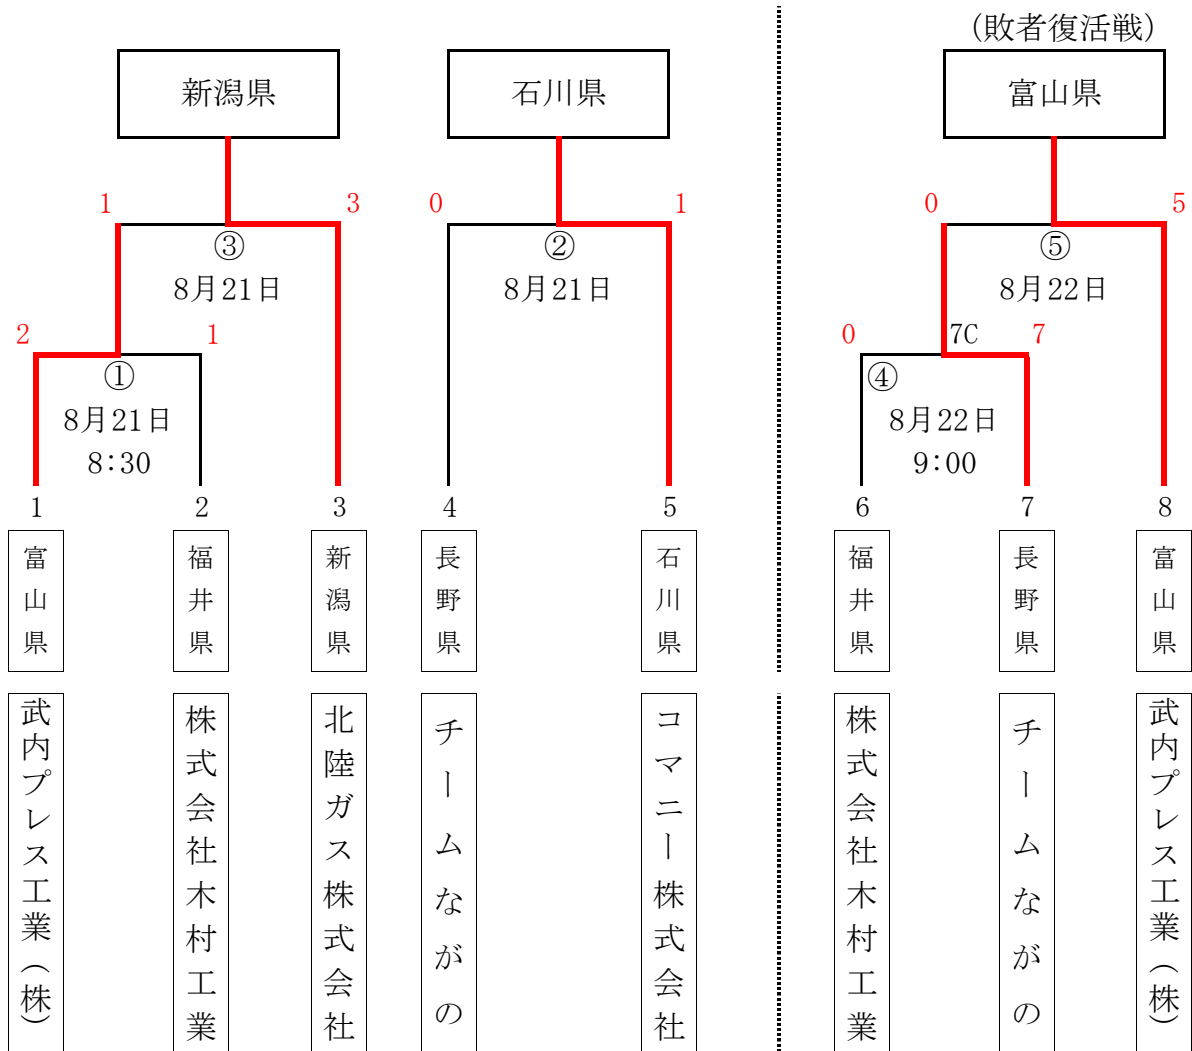 (敗者復活戦)
新潟県
石川県
富山県
1
3
0
1
0
5
③
②
⑤
8月21日
8月21日
8月22日
2
1
0
7C
7
①
④
8月21日
8月22日
8:30
9:00
1
2
3
4
5
6
7
8
富山県
福井県
新潟県
長野県
石川県
福井県
長野県
富山県
武内プレス工業(株)
株式会社木村工業
北陸ガス株式会社
チームながの
コマニー株式会社
株式会社木村工業
チームながの
武内プレス工業(株)